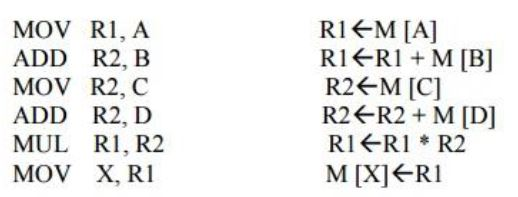 MOV R1, A R1←M [A]
ADD R2, B R1←R1 + M [B]
MOV R2, C R2←M [C]
ADD R2, D R2←R2 + M [D]
MUL R1, R2 R1←R1 * R2
MOV X, R1 M [X]←R1